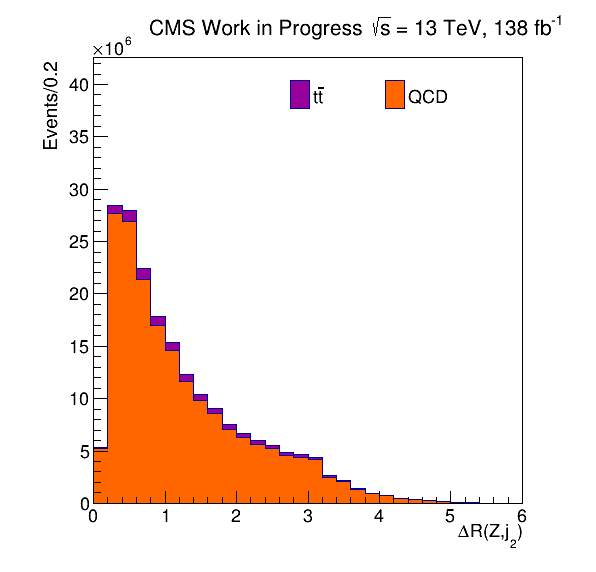 CMS Work in Progress √s = 13 TeV, 138 fb⁻¹
×10⁶
Events/0.2
tt̄
QCD
40
35
30
25
20
15
10
5
0
0 1 2 3 4 5 6
ΔR(Z,j₂)